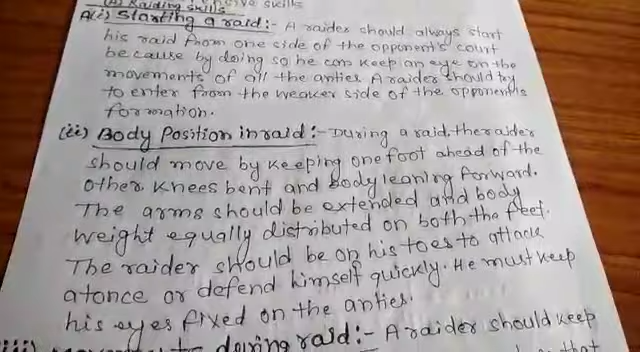 (A) Raiding skills
A(i) Starting a raid:- A raider should always start
his raid from one side of the opponent's court
because by doing so he can keep an eye on the
movements of all the anties A raider should try
to enter from the weaker side of the opponents
formation.
(ii) Body Position in raid:- During a raid, the raider
should move by keeping one foot ahead of the
other knees bent and body leaning forward.
The arms should be extended and body
weight equally distributed on both the feet.
The raider should be on his toes to attack
atonce or defend himself quickly. He must keep
his eyes fixed on the anties.
during raid:- A raider should keep
that